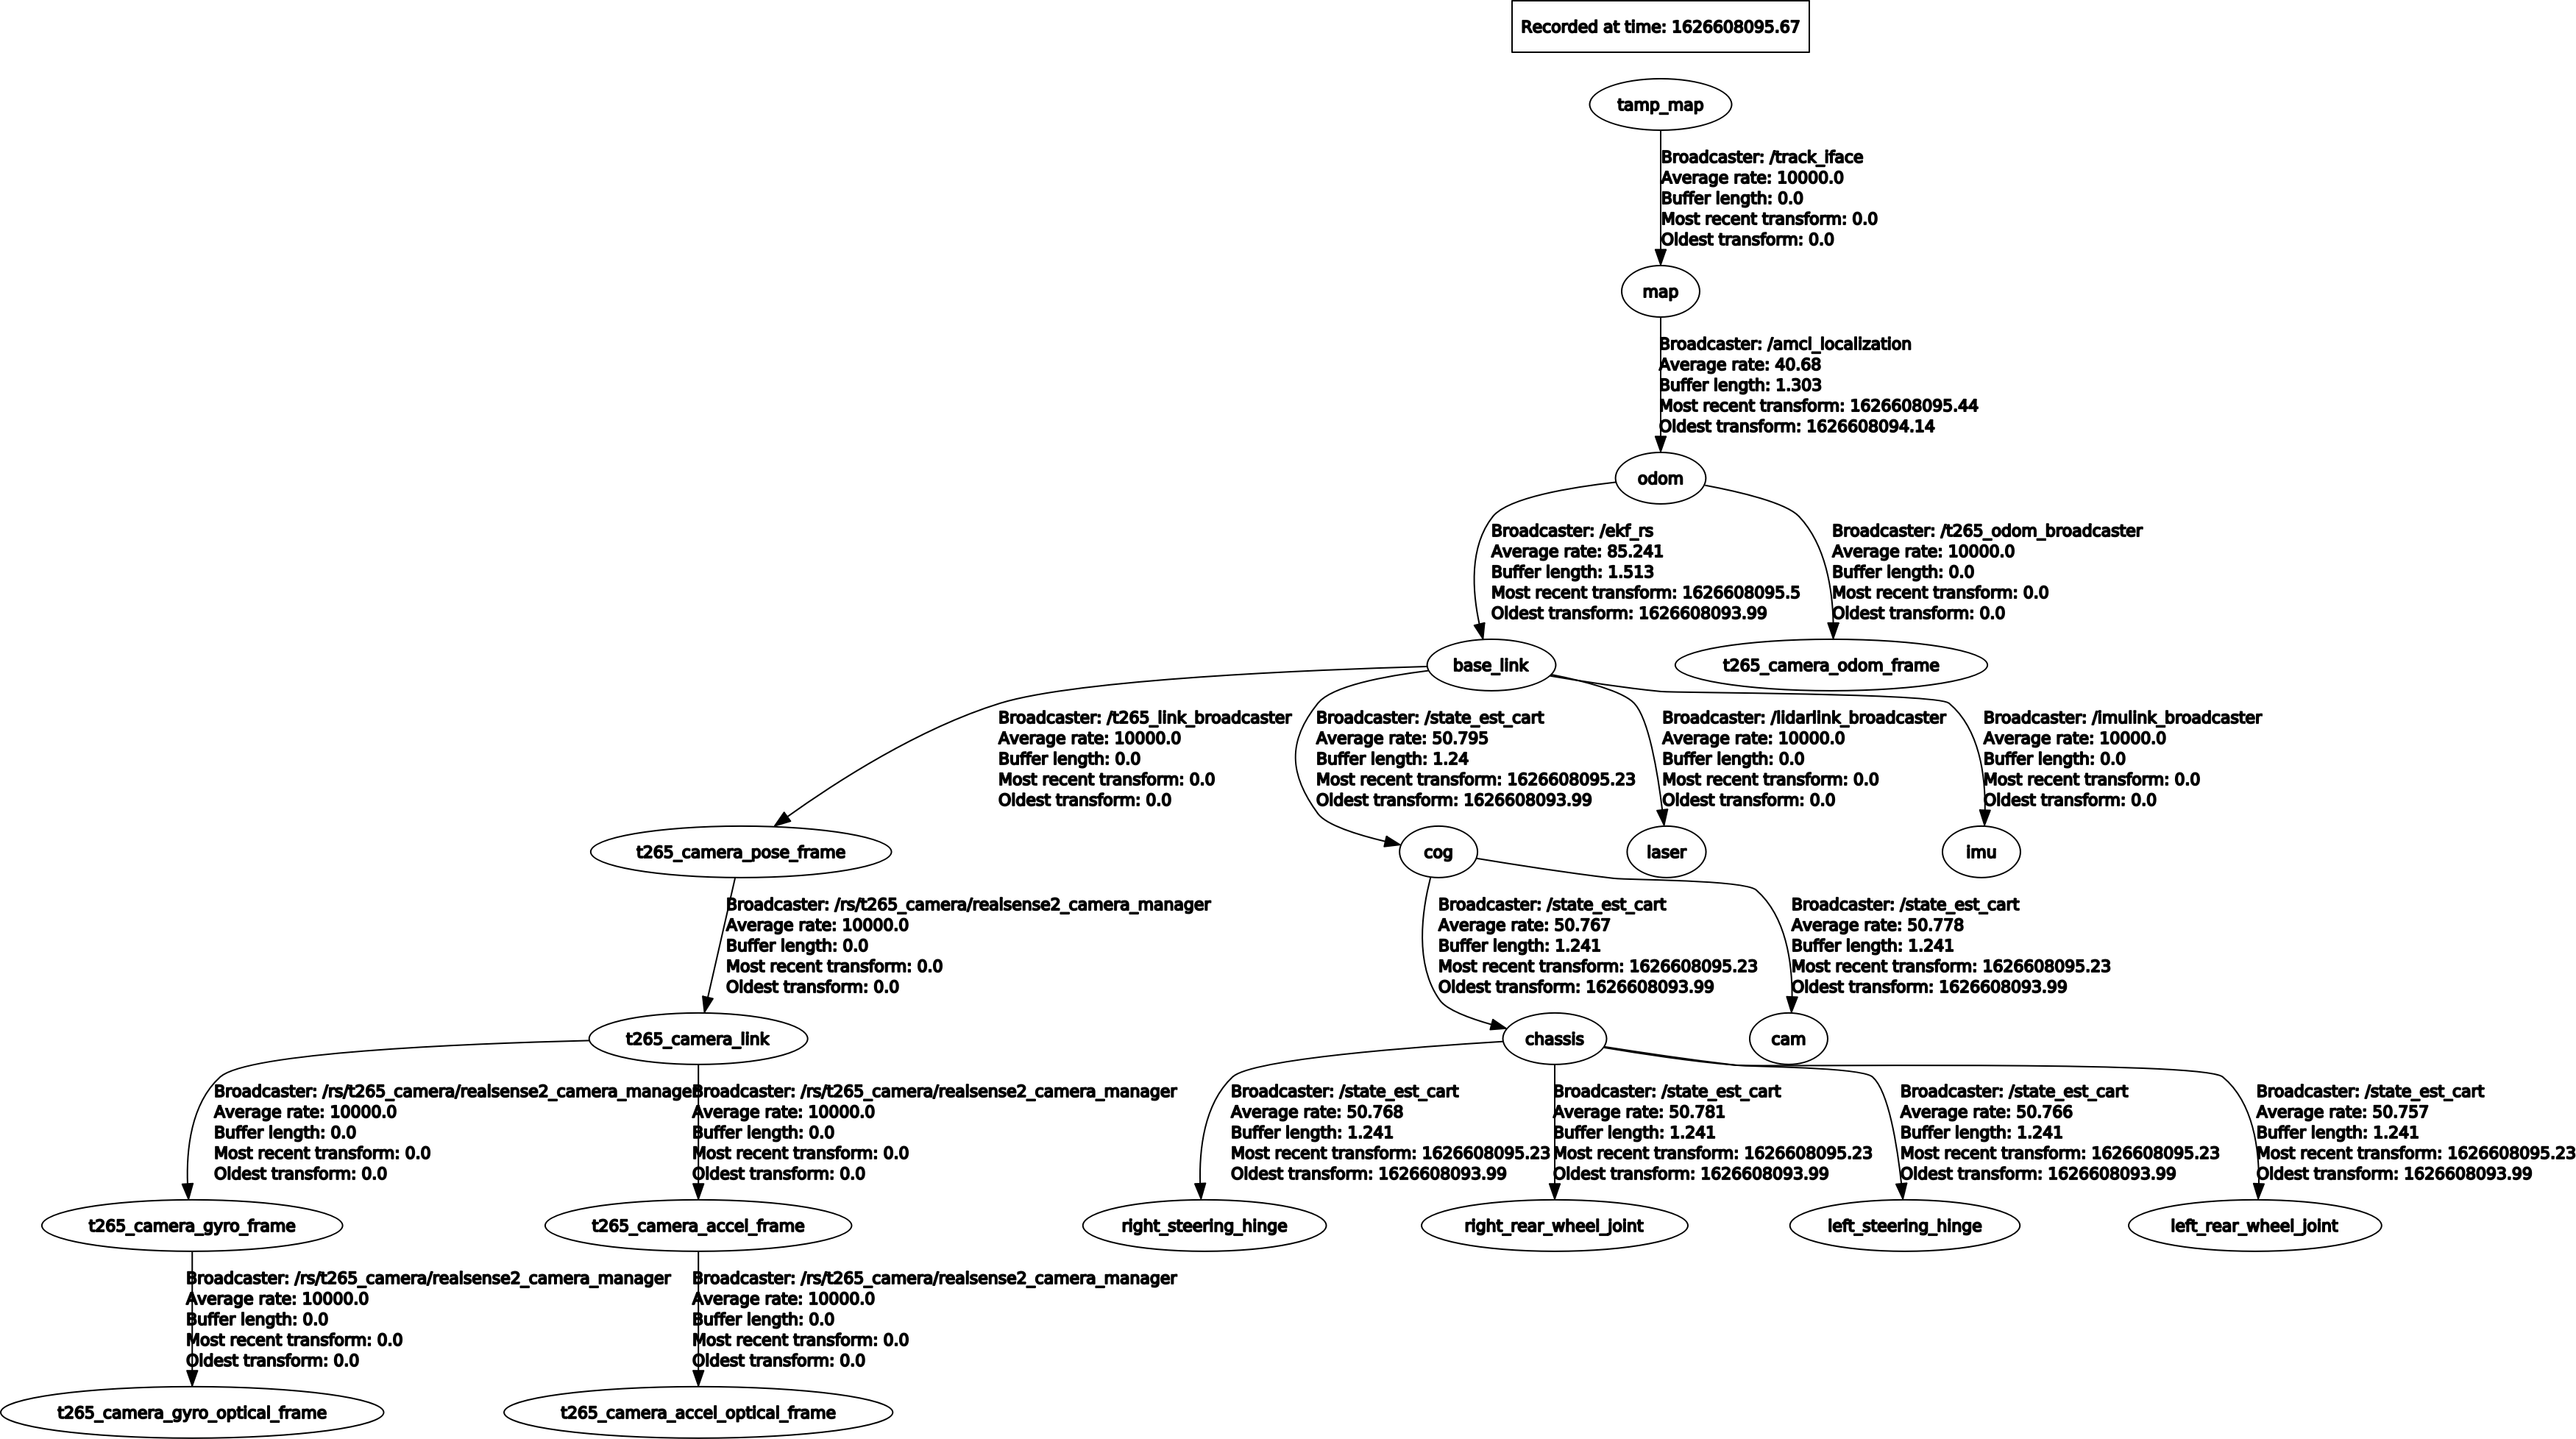 Recorded at time: 1626608095.67
tamp_map
Broadcaster: /track_iface
Average rate: 10000.0
Buffer length: 0.0
Most recent transform: 0.0
Oldest transform: 0.0
map
Broadcaster: /amcl_localization
Average rate: 40.68
Buffer length: 1.303
Most recent transform: 1626608095.44
Oldest transform: 1626608094.14
odom
Broadcaster: /ekf_rs
Average rate: 85.241
Buffer length: 1.513
Most recent transform: 1626608095.5
Oldest transform: 1626608093.99
Broadcaster: /t265_odom_broadcaster
Average rate: 10000.0
Buffer length: 0.0
Most recent transform: 0.0
Oldest transform: 0.0
base_link
t265_camera_odom_frame
Broadcaster: /t265_link_broadcaster
Average rate: 10000.0
Buffer length: 0.0
Most recent transform: 0.0
Oldest transform: 0.0
Broadcaster: /state_est_cart
Average rate: 50.795
Buffer length: 1.24
Most recent transform: 1626608095.23
Oldest transform: 1626608093.99
Broadcaster: /lidarlink_broadcaster
Average rate: 10000.0
Buffer length: 0.0
Most recent transform: 0.0
Oldest transform: 0.0
Broadcaster: /imulink_broadcaster
Average rate: 10000.0
Buffer length: 0.0
Most recent transform: 0.0
Oldest transform: 0.0
t265_camera_pose_frame
cog
laser
imu
Broadcaster: /rs/t265_camera/realsense2_camera_manager
Average rate: 10000.0
Buffer length: 0.0
Most recent transform: 0.0
Oldest transform: 0.0
Broadcaster: /state_est_cart
Average rate: 50.767
Buffer length: 1.241
Most recent transform: 1626608095.23
Oldest transform: 1626608093.99
Broadcaster: /state_est_cart
Average rate: 50.778
Buffer length: 1.241
Most recent transform: 1626608095.23
Oldest transform: 1626608093.99
t265_camera_link
chassis
cam
Broadcaster: /rs/t265_camera/realsense2_camera_manager
Average rate: 10000.0
Buffer length: 0.0
Most recent transform: 0.0
Oldest transform: 0.0
Broadcaster: /rs/t265_camera/realsense2_camera_manager
Average rate: 10000.0
Buffer length: 0.0
Most recent transform: 0.0
Oldest transform: 0.0
Broadcaster: /state_est_cart
Average rate: 50.768
Buffer length: 1.241
Most recent transform: 1626608095.23
Oldest transform: 1626608093.99
Broadcaster: /state_est_cart
Average rate: 50.781
Buffer length: 1.241
Most recent transform: 1626608095.23
Oldest transform: 1626608093.99
Broadcaster: /state_est_cart
Average rate: 50.766
Buffer length: 1.241
Most recent transform: 1626608095.23
Oldest transform: 1626608093.99
Broadcaster: /state_est_cart
Average rate: 50.757
Buffer length: 1.241
Most recent transform: 1626608095.23
Oldest transform: 1626608093.99
t265_camera_gyro_frame
t265_camera_accel_frame
right_steering_hinge
right_rear_wheel_joint
left_steering_hinge
left_rear_wheel_joint
Broadcaster: /rs/t265_camera/realsense2_camera_manager
Average rate: 10000.0
Buffer length: 0.0
Most recent transform: 0.0
Oldest transform: 0.0
Broadcaster: /rs/t265_camera/realsense2_camera_manager
Average rate: 10000.0
Buffer length: 0.0
Most recent transform: 0.0
Oldest transform: 0.0
t265_camera_gyro_optical_frame
t265_camera_accel_optical_frame